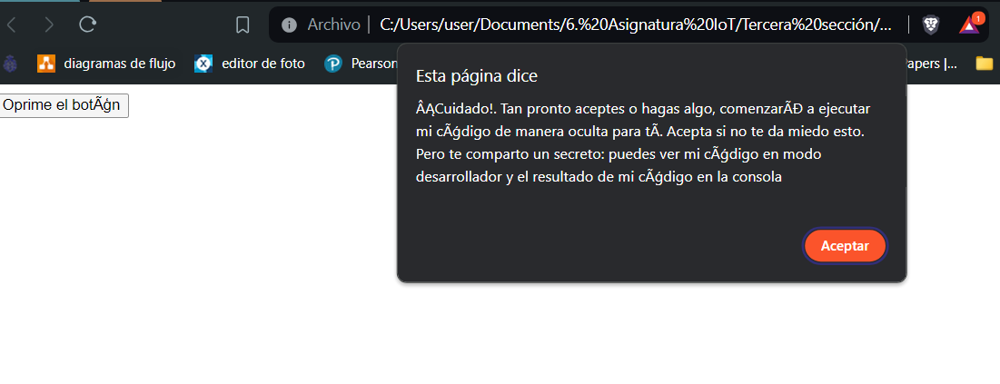 Archivo
C:/Users/user/Documents/6.%20Asignatura%20IoT/Tercera%20sección/...
1
diagramas de flujo
editor de foto
Pearson
apers |...
Oprime el botÃģn
Esta página dice
ÂĄCuidado!. Tan pronto aceptes o hagas algo, comenzarÃĐ a ejecutar
mi cÃģdigo de manera oculta para tÃ. Acepta si no te da miedo esto.
Pero te comparto un secreto: puedes ver mi cÃģdigo en modo
desarrollador y el resultado de mi cÃģdigo en la consola
Aceptar